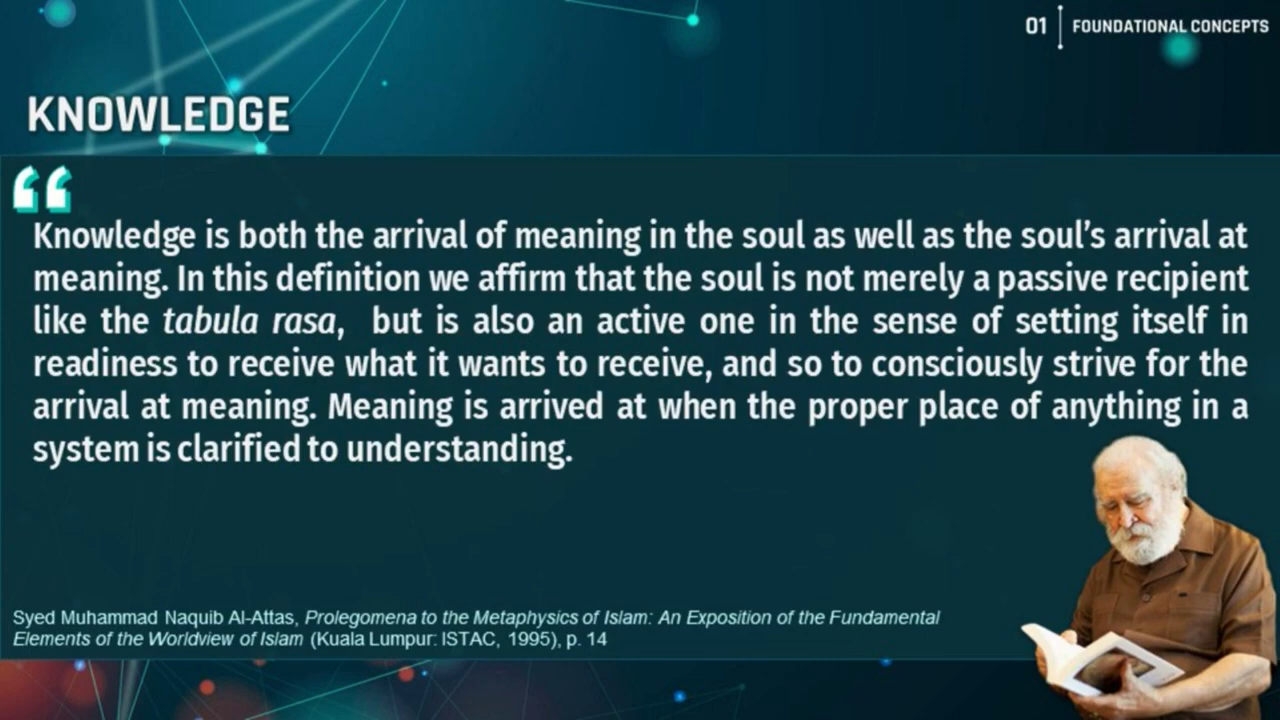 01 FOUNDATIONAL CONCEPTS
KNOWLEDGE
“
Knowledge is both the arrival of meaning in the soul as well as the soul’s arrival at
meaning. In this definition we affirm that the soul is not merely a passive recipient
like the tabula rasa, but is also an active one in the sense of setting itself in
readiness to receive what it wants to receive, and so to consciously strive for the
arrival at meaning. Meaning is arrived at when the proper place of anything in a
system is clarified to understanding.
Syed Muhammad Naquib Al-Attas, Prolegomena to the Metaphysics of Islam: An Exposition of the Fundamental
Elements of the Worldview of Islam (Kuala Lumpur: ISTAC, 1995), p. 14